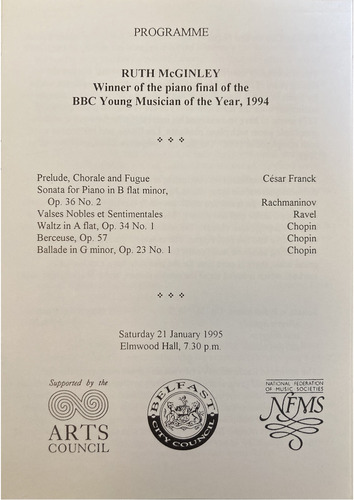 PROGRAMME
RUTH McGINLEY
Winner of the piano final of the
BBC Young Musician of the Year, 1994
Prelude, Chorale and Fugue César Franck
Sonata for Piano in B flat minor,
Op. 36 No. 2 Rachmaninov
Valses Nobles et Sentimentales Ravel
Waltz in A flat, Op. 34 No. 1 Chopin
Berceuse, Op. 57 Chopin
Ballade in G minor, Op. 23 No. 1 Chopin
Saturday 21 January 1995
Elmwood Hall, 7.30 p.m.
Supported by the
ARTS
COUNCIL
BELFAST
CITY COUNCIL
NATIONAL FEDERATION
OF MUSIC SOCIETIES
NFMS